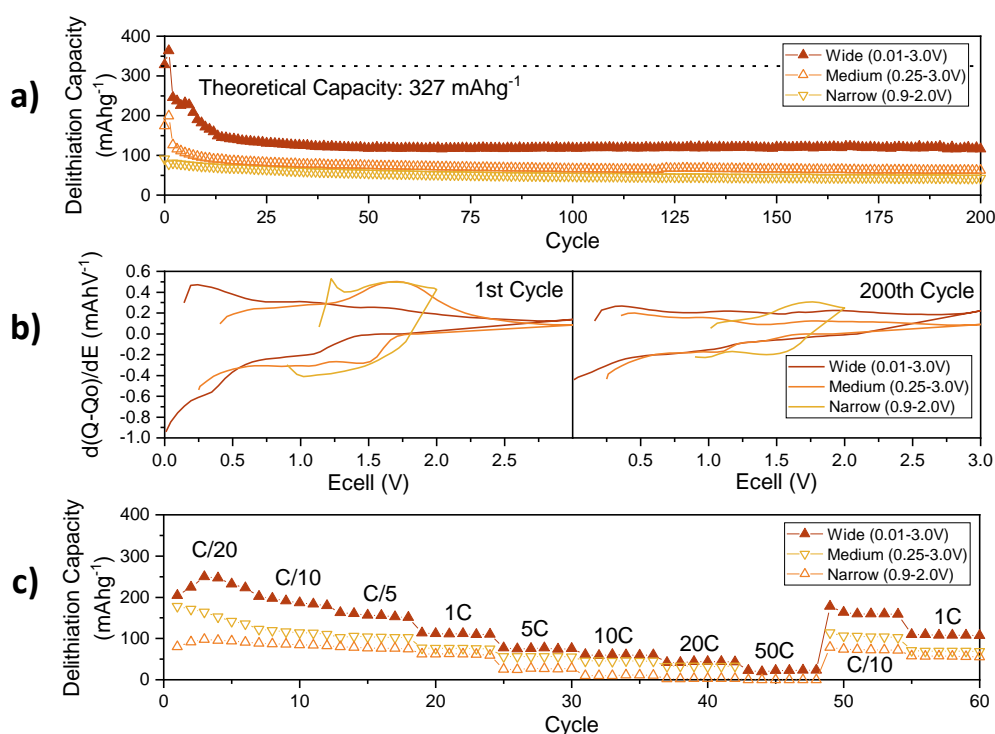 a)
Delithiation Capacity
(mAhg⁻¹)
400
300
200
100
0
Theoretical Capacity: 327 mAhg⁻¹
Wide (0.01-3.0V)
Medium (0.25-3.0V)
Narrow (0.9-2.0V)
0 25 50 75 100 125 150 175 200
Cycle
b)
d(Q-Qo)/dE (mAhV⁻¹)
0.6
0.4
0.2
0.0
-0.2
-0.4
-0.6
-0.8
-1.0
1st Cycle
200th Cycle
Wide (0.01-3.0V)
Medium (0.25-3.0V)
Narrow (0.9-2.0V)
0.0 0.5 1.0 1.5 2.0 2.5 0.5 1.0 1.5 2.0 2.5 3.0
Ecell (V) Ecell (V)
c)
Delithiation Capacity
(mAhg⁻¹)
400
300
200
100
0
C/20
C/10
C/5
1C
5C
10C
20C
50C
C/10
1C
Wide (0.01-3.0V)
Medium (0.25-3.0V)
Narrow (0.9-2.0V)
0 10 20 30 40 50 60
Cycle